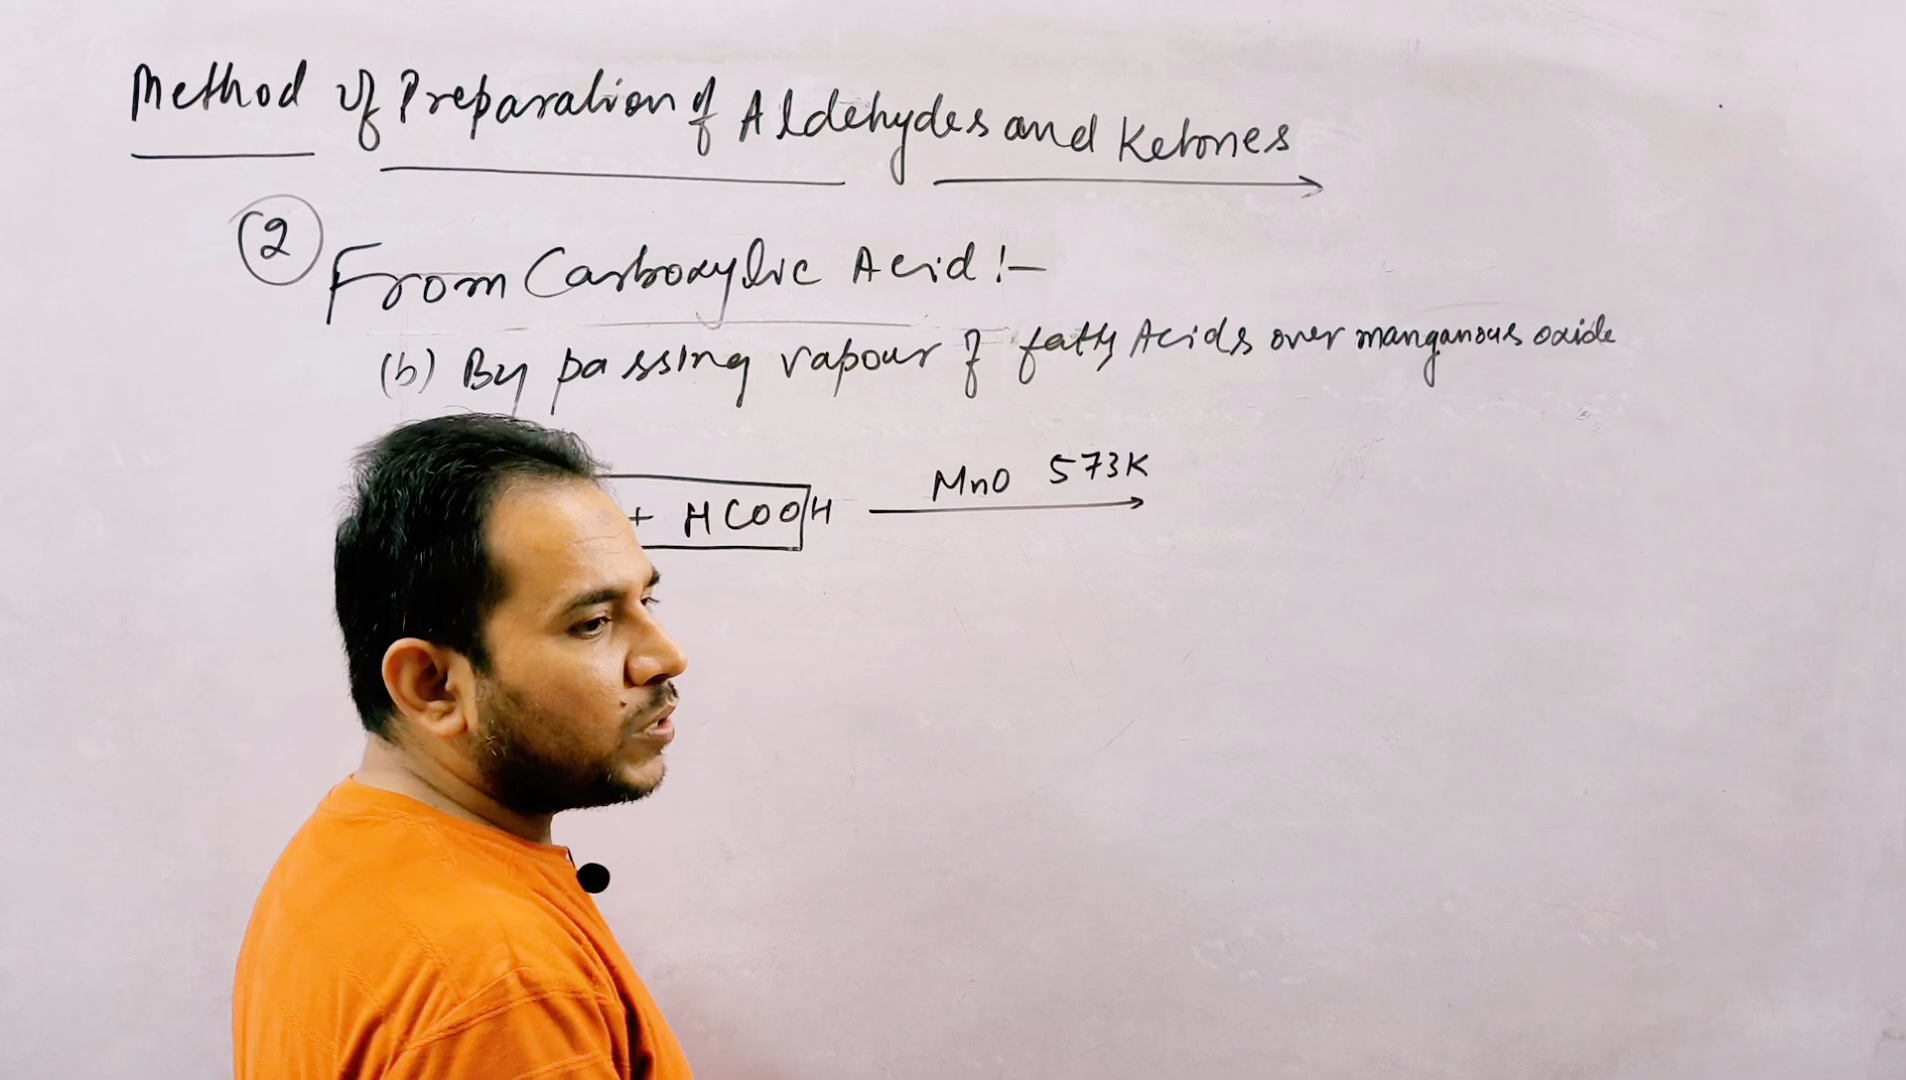 Method of Preparation of Aldehydes and Ketones
(2) From Carboxylic Acid :-
(b) By passing vapour of fatty Acids over manganous oxide
+ HCOOH MnO 573K